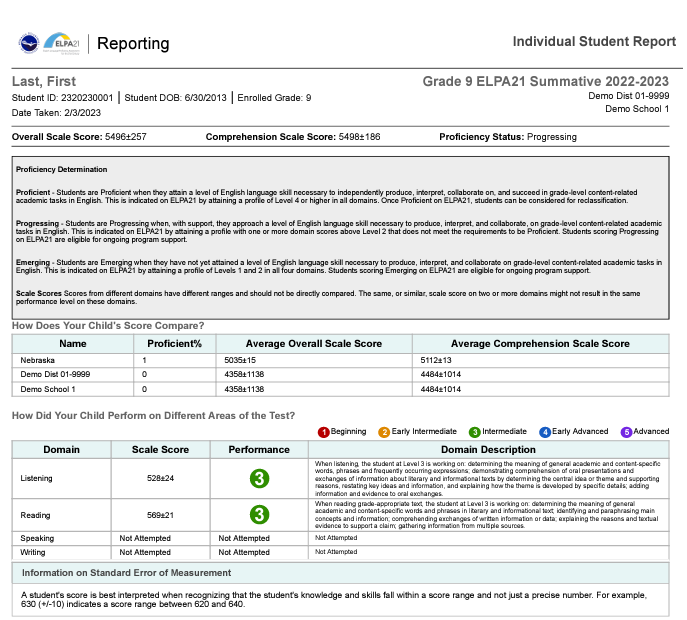 ELPA21
Reporting
Individual Student Report
Last, First
Grade 9 ELPA21 Summative 2022-2023
Student ID: 2320230001 | Student DOB: 6/30/2013 | Enrolled Grade: 9
Demo Dist 01-9999
Date Taken: 2/3/2023
Demo School 1
Overall Scale Score: 5496±257 Comprehension Scale Score: 5498±186 Proficiency Status: Progressing
Proficiency Determination
Proficient - Students are Proficient when they attain a level of English language skill necessary to independently produce, interpret, collaborate on, and succeed in grade-level content-related
academic tasks in English. This is indicated on ELPA21 by attaining a profile of Level 4 or higher in all domains. Once Proficient on ELPA21, students can be considered for reclassification.
Progressing - Students are Progressing when, with support, they approach a level of English language skill necessary to produce, interpret, and collaborate, on grade-level content-related academic
tasks in English. This is indicated on ELPA21 by attaining a profile with one or more domain scores above Level 2 that does not meet the requirements to be Proficient. Students scoring Progressing
on ELPA21 are eligible for ongoing program support.
Emerging - Students are Emerging when they have not yet attained a level of English language skill necessary to produce, interpret, and collaborate on grade-level content-related academic tasks in
English. This is indicated on ELPA21 by attaining a profile of Levels 1 and 2 in all four domains. Students scoring Emerging on ELPA21 are eligible for ongoing program support.
Scale Scores Scores from different domains have different ranges and should not be directly compared. The same, or similar, scale score on two or more domains might not result in the same
performance level on these domains.
How Does Your Child's Score Compare?
Name Proficient% Average Overall Scale Score Average Comprehension Scale Score
Nebraska 1 5035±15 5112±13
Demo Dist 01-9999 0 4358±1138 4484±1014
Demo School 1 0 4358±1138 4484±1014
How Did Your Child Perform on Different Areas of the Test?
1 Beginning 2 Early Intermediate 3 Intermediate 4 Early Advanced 5 Advanced
Domain Scale Score Performance Domain Description
Listening 528±24 3
When listening, the student at Level 3 is working on: determining the meaning of general academic and content-specific
words, phrases and frequently occurring expressions; demonstrating comprehension of oral presentations and
exchanges of information about literary and informational texts by determining the central idea or theme and supporting
reasons, restating key ideas and information, and explaining how the theme is developed by specific details; adding
information and evidence to oral exchanges.
Reading 569±21 3
When reading grade-appropriate text, the student at Level 3 is working on: determining the meaning of general
academic and content-specific words and phrases in literary and informational text; identifying and paraphrasing main
concepts and information; comprehending exchanges of written information or data; explaining the reasons and textual
evidence to support a claim; gathering information from multiple sources.
Speaking Not Attempted Not Attempted Not Attempted
Writing Not Attempted Not Attempted Not Attempted
Information on Standard Error of Measurement
A student's score is best interpreted when recognizing that the student's knowledge and skills fall within a score range and not just a precise number. For example,
630 (+/-10) indicates a score range between 620 and 640.